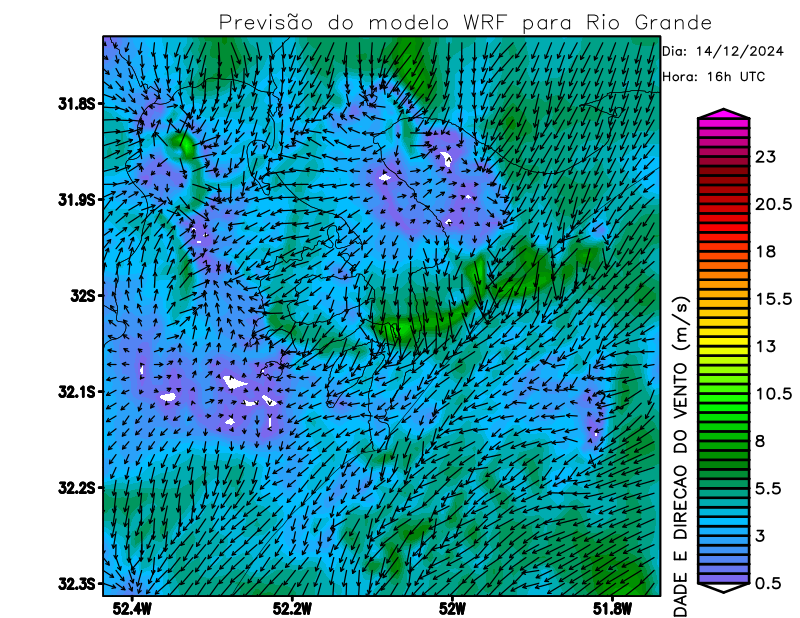 Previsão do modelo WRF para Rio Grande
Dia: 14/12/2024
Hora: 16h UTC
31.8S
31.9S
32S
32.1S
32.2S
32.3S
52.4W
52.2W
52W
51.8W
23
20.5
18
15.5
13
10.5
8
5.5
3
0.5
DADE E DIRECAO DO VENTO (m/s)